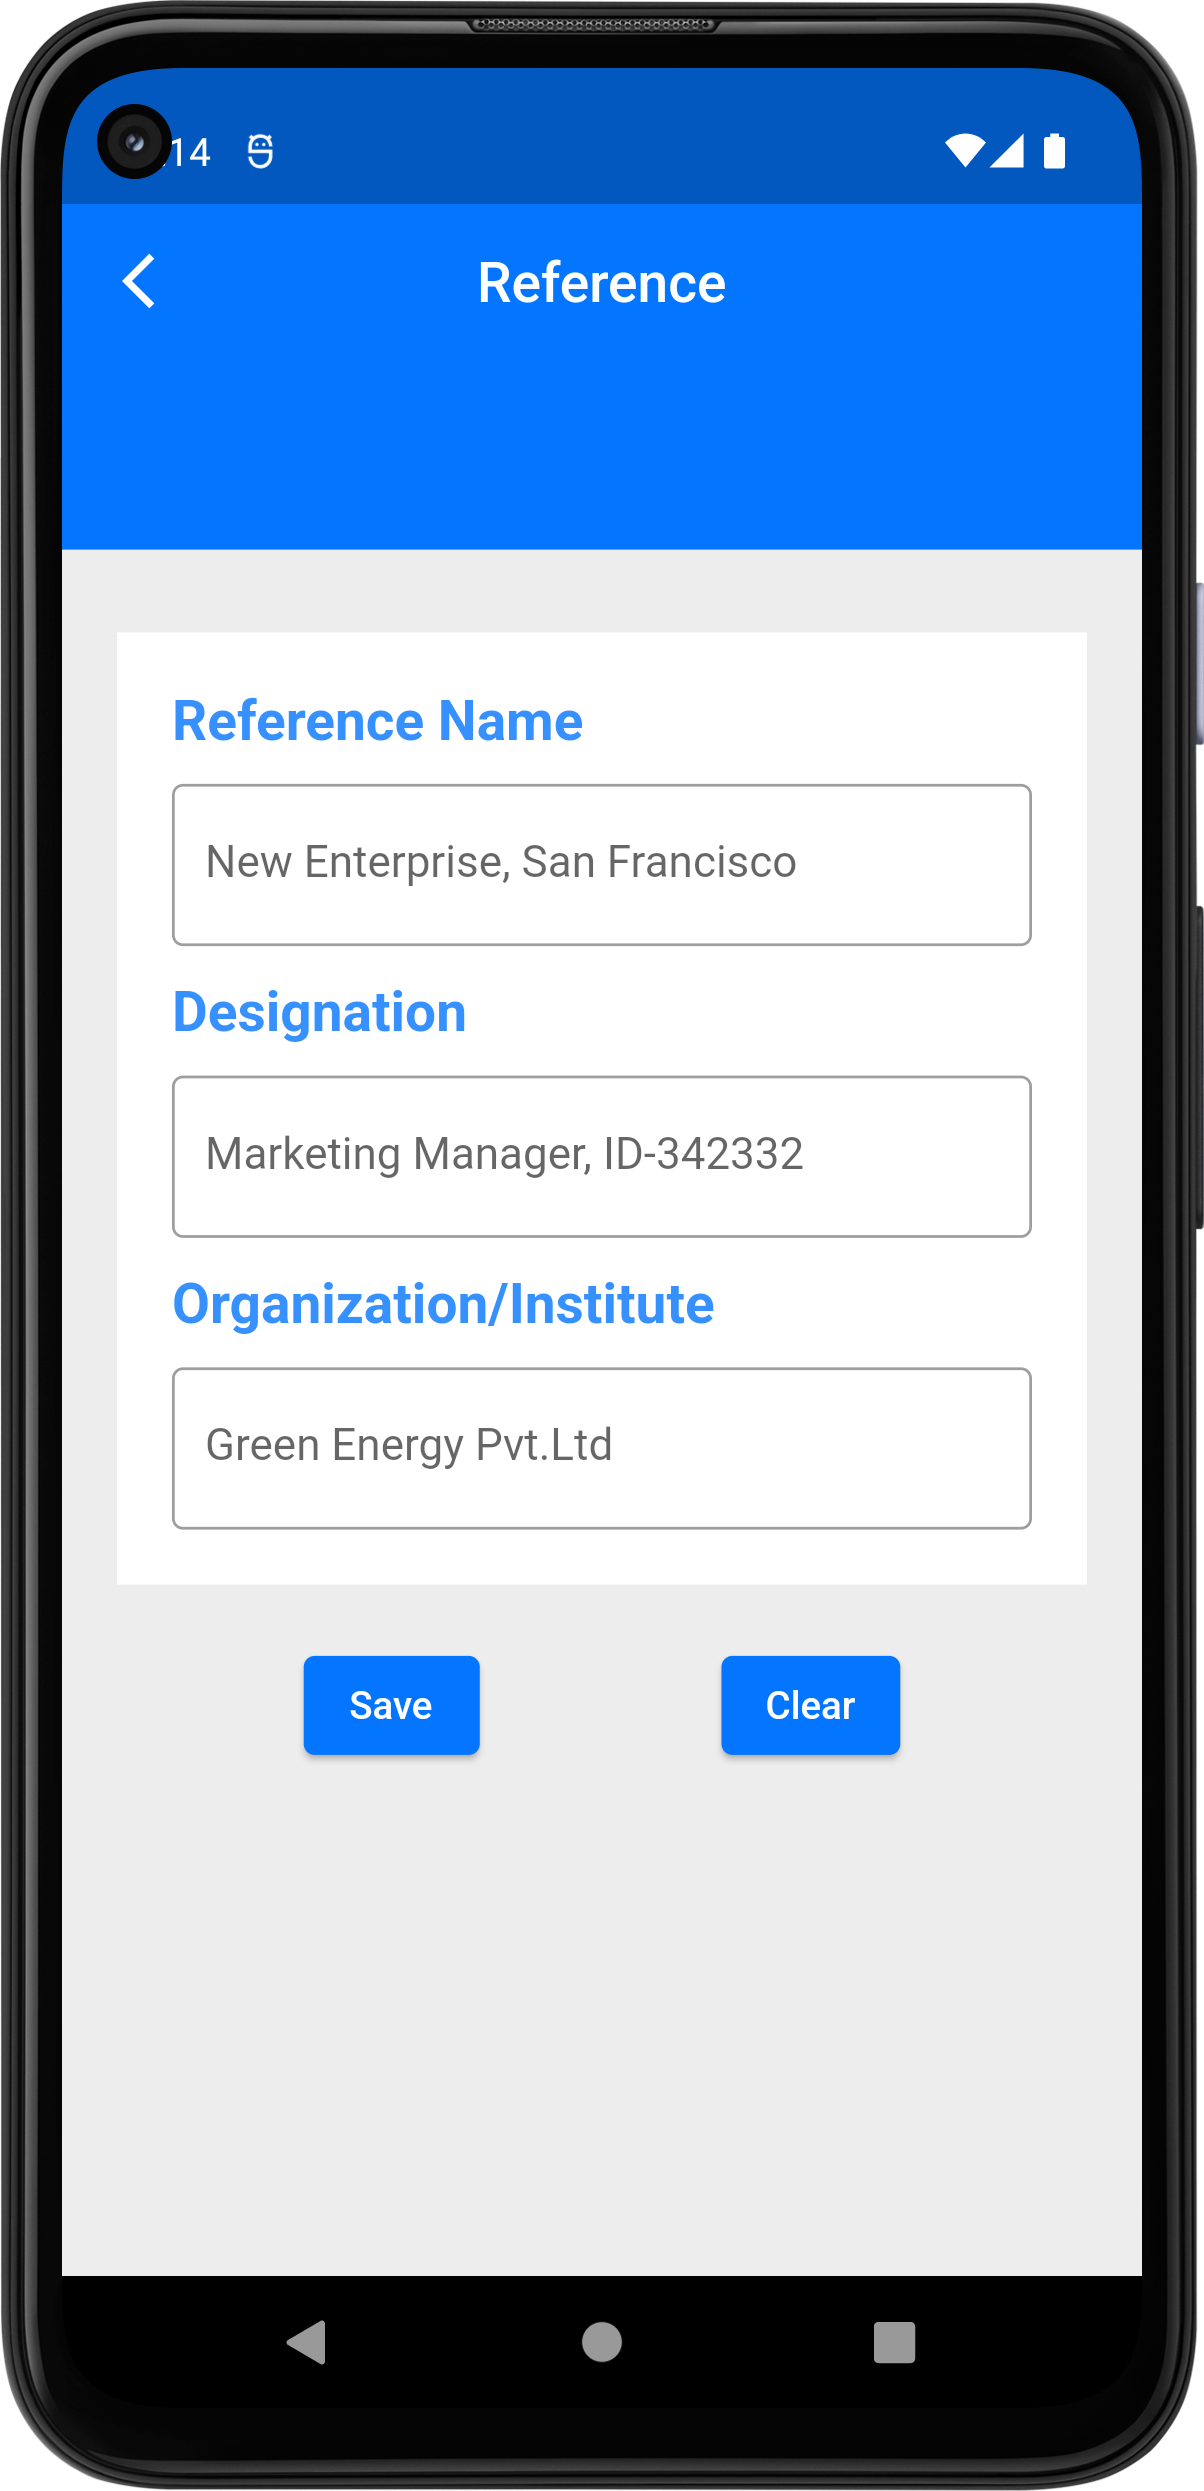 14
Reference
Reference Name
New Enterprise, San Francisco
Designation
Marketing Manager, ID-342332
Organization/Institute
Green Energy Pvt.Ltd
Save
Clear